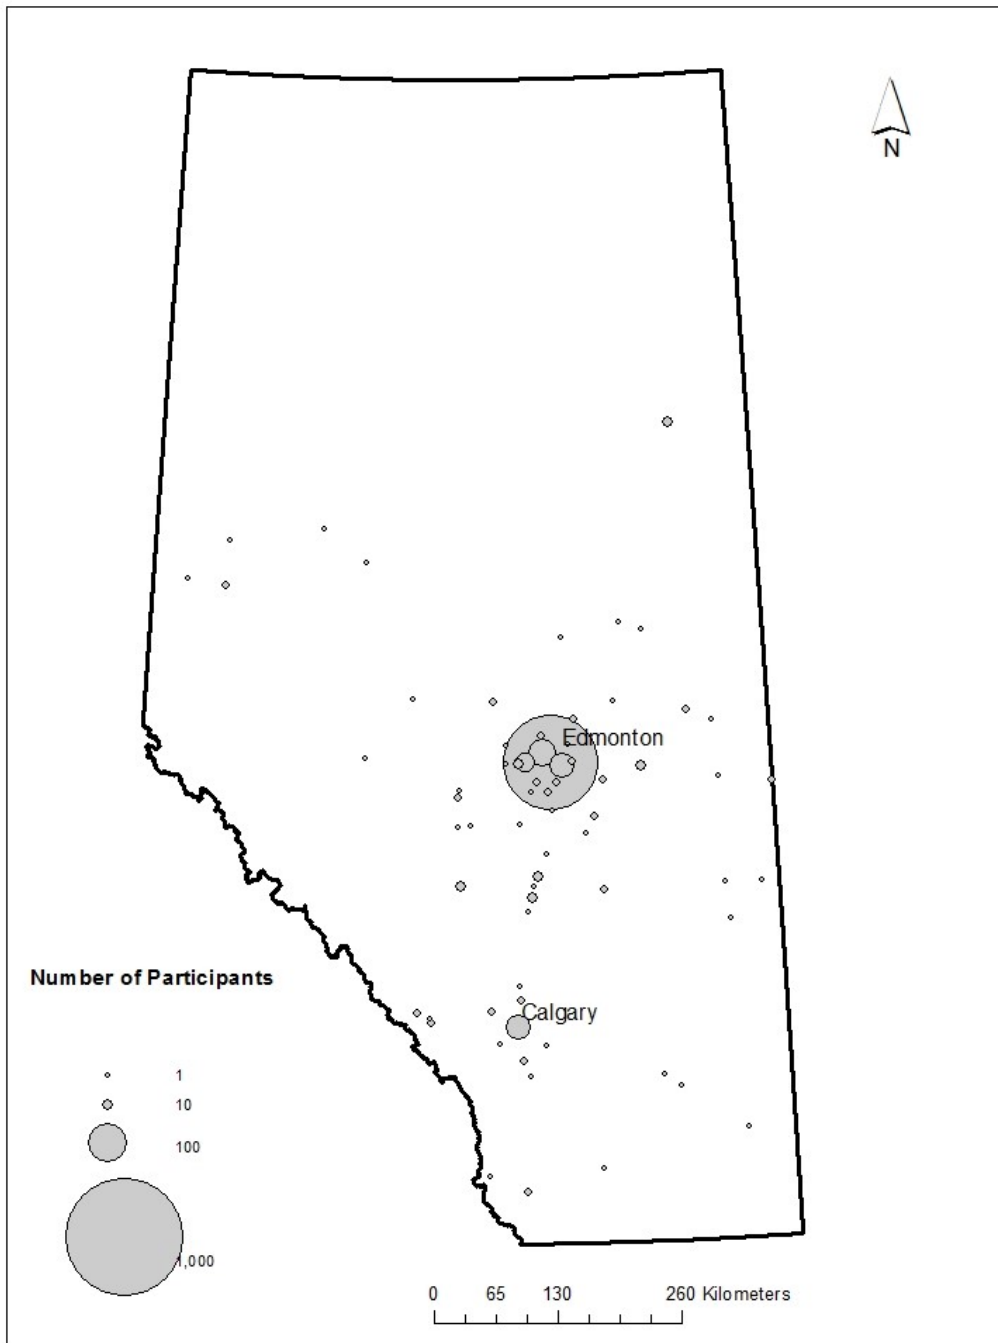 N
Edmonton
Calgary
Number of Participants
1
10
100
1,000
0 65 130 260 Kilometers